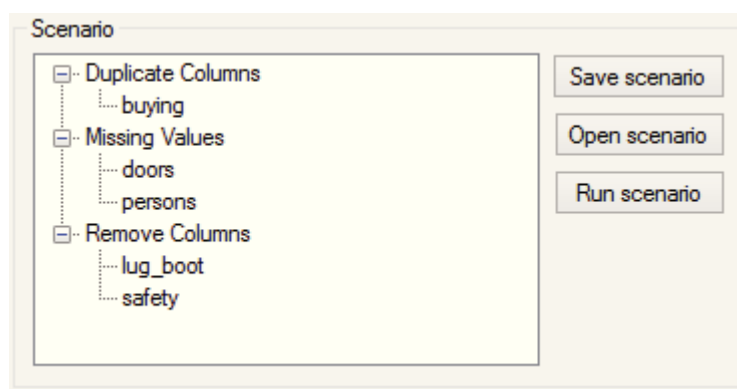 Scenario
Duplicate Columns
buying
Missing Values
doors
persons
Remove Columns
lug_boot
safety
Save scenario
Open scenario
Run scenario